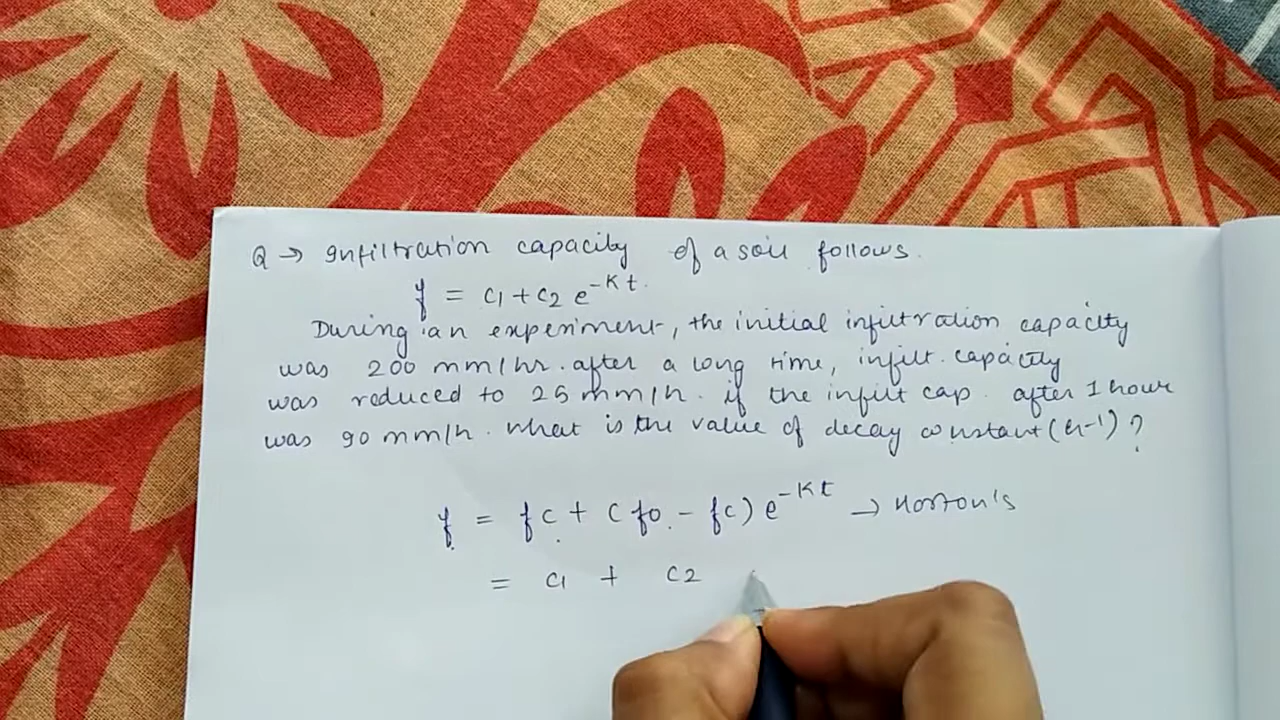 Q → Infiltration capacity of a soil follows.
f = c1 + c2 e^-Kt.
During an experiment, the initial infiltration capacity
was 200 mm/hr. after a long time, infilt. capacity
was reduced to 25 mm/h. if the infilt cap. after 1 hour
was 90 mm/h. what is the value of decay constant (h^-1) ?
f = fc + (fo - fc) e^-Kt → Horton's
= c1 + c2